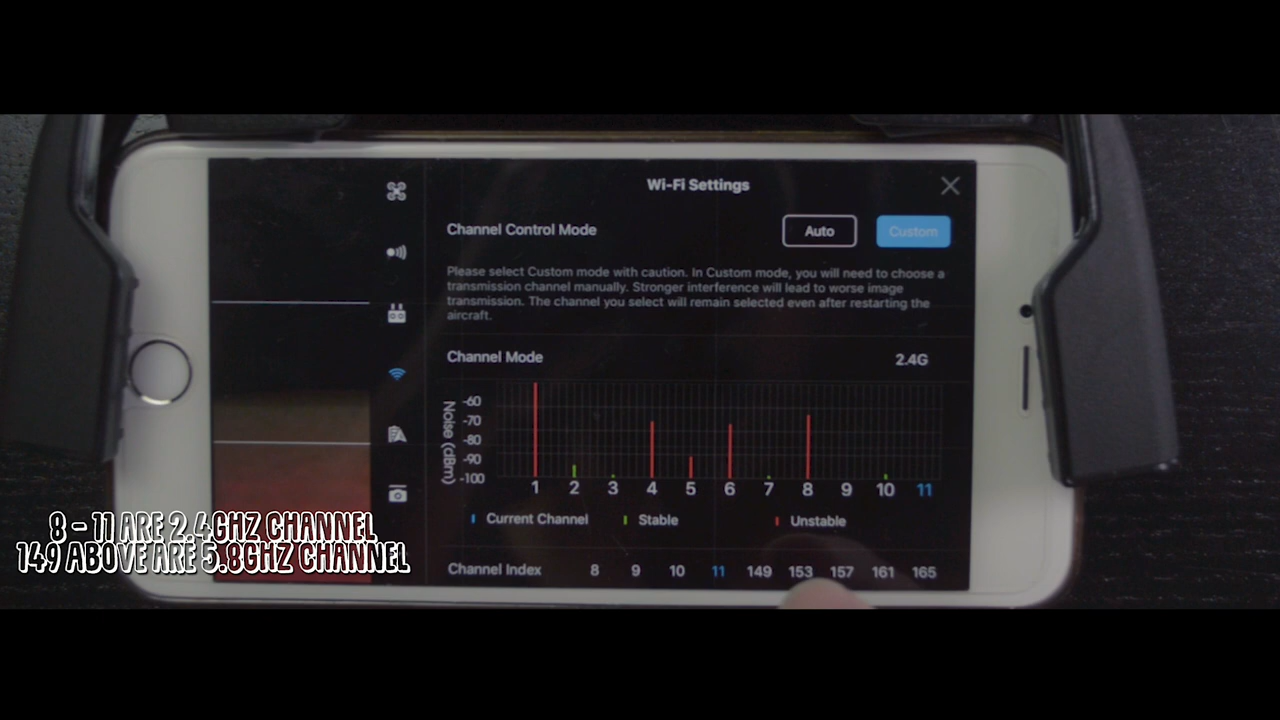 Wi-Fi Settings
Channel Control Mode
Auto
Custom
Please select Custom mode with caution. In Custom mode, you will need to choose a
transmission channel manually. Stronger interference will lead to worse image
transmission. The channel you select will remain selected even after restarting the
aircraft.
Channel Mode
2.4G
Noise (dBm)
-60
-70
-80
-90
-100
1 2 3 4 5 6 7 8 9 10 11
Current Channel
Stable
Unstable
Channel Index
8 9 10 11 149 153 157 161 165
8 - 11 ARE 2.4GHZ CHANNEL
149 ABOVE ARE 5.8GHZ CHANNEL